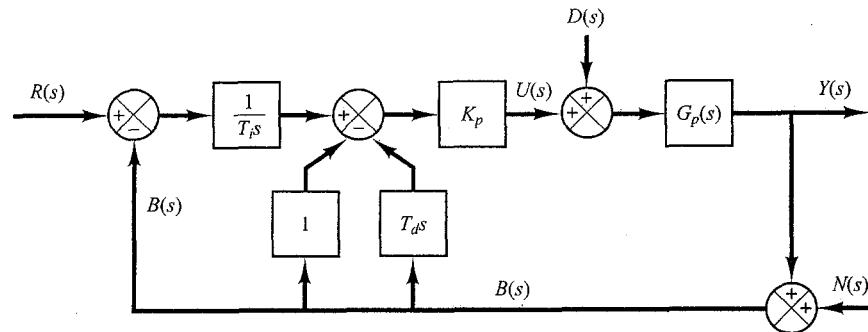 D(s)
R(s)
+
−
1
T_i s
+
−
K_p
U(s)
+
+
G_p(s)
Y(s)
B(s)
1
T_d s
B(s)
+
+
N(s)